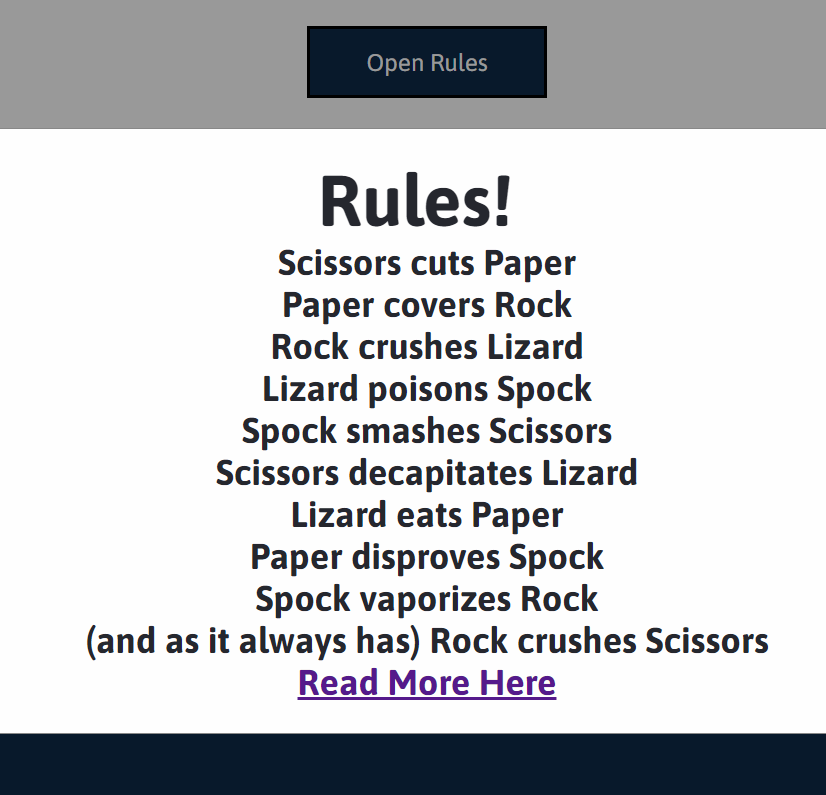 Open Rules
Rules!
Scissors cuts Paper
Paper covers Rock
Rock crushes Lizard
Lizard poisons Spock
Spock smashes Scissors
Scissors decapitates Lizard
Lizard eats Paper
Paper disproves Spock
Spock vaporizes Rock
(and as it always has) Rock crushes Scissors
Read More Here